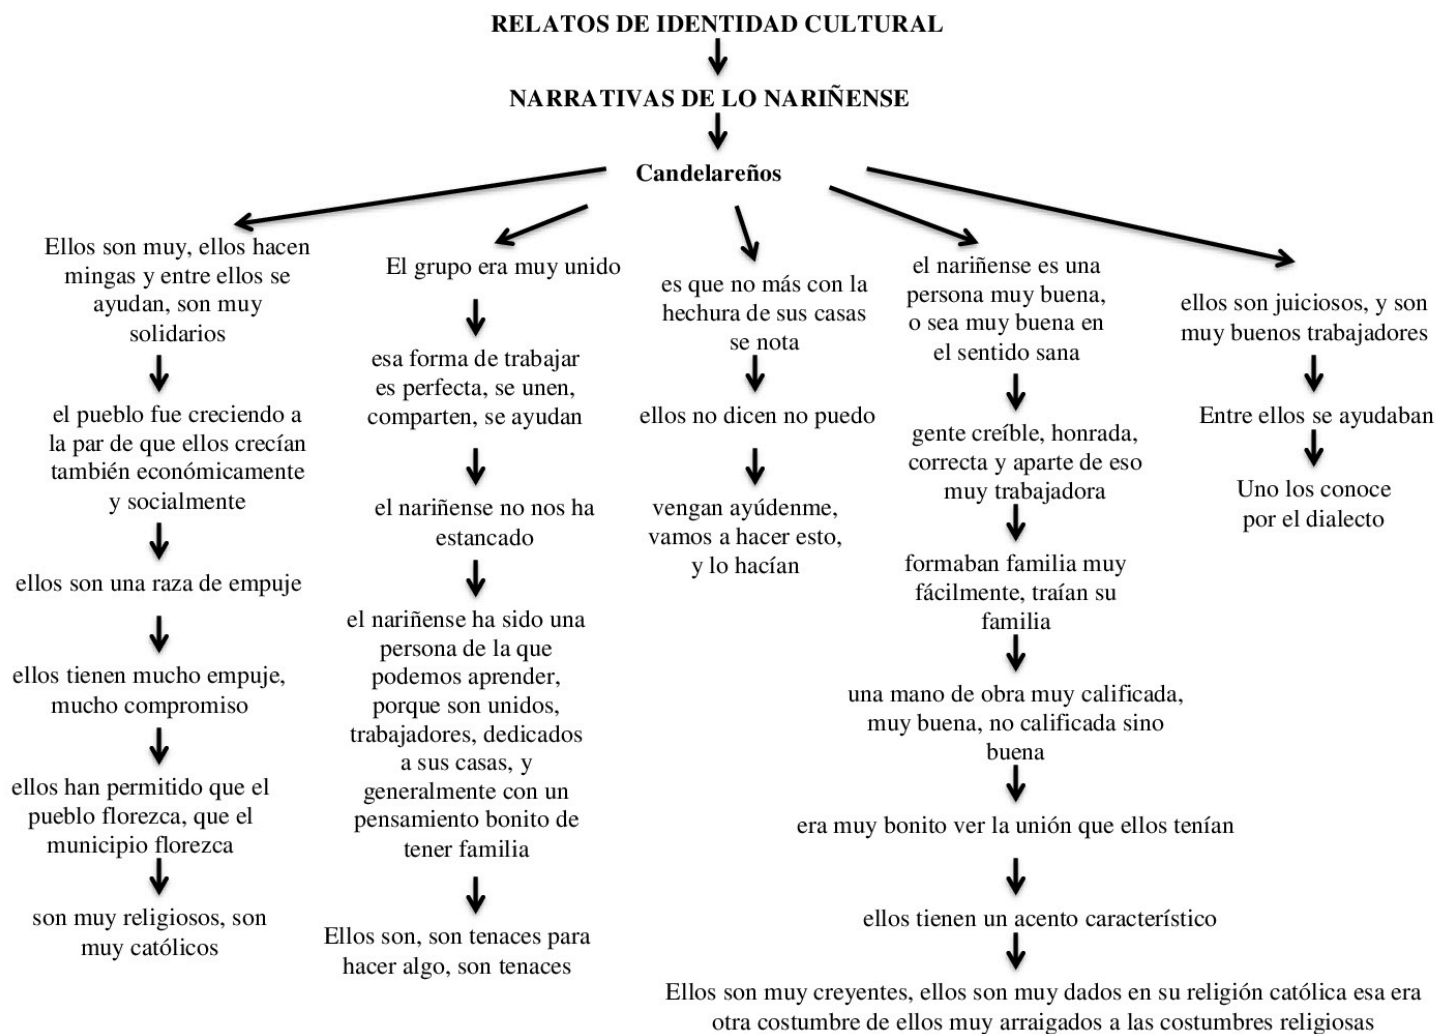 RELATOS DE IDENTIDAD CULTURAL
NARRATIVAS DE LO NARIÑENSE
Candelareños
Ellos son muy, ellos hacen
mingas y entre ellos se
ayudan, son muy
solidarios
el pueblo fue creciendo a
la par de que ellos crecían
también económicamente
y socialmente
ellos son una raza de empuje
ellos tienen mucho empuje,
mucho compromiso
ellos han permitido que el
pueblo florezca, que el
municipio florezca
son muy religiosos, son
muy católicos
El grupo era muy unido
esa forma de trabajar
es perfecta, se unen,
comparten, se ayudan
el nariñense no nos ha
estancado
el nariñense ha sido una
persona de la que
podemos aprender,
porque son unidos,
trabajadores, dedicados
a sus casas, y
generalmente con un
pensamiento bonito de
tener familia
Ellos son, son tenaces para
hacer algo, son tenaces
es que no más con la
hechura de sus casas
se nota
ellos no dicen no puedo
vengan ayúdenme,
vamos a hacer esto,
y lo hacían
el nariñense es una
persona muy buena,
o sea muy buena en
el sentido sana
gente creíble, honrada,
correcta y aparte de eso
muy trabajadora
formaban familia muy
fácilmente, traían su
familia
una mano de obra muy calificada,
muy buena, no calificada sino
buena
era muy bonito ver la unión que ellos tenían
ellos tienen un acento característico
Ellos son muy creyentes, ellos son muy dados en su religión católica esa era
otra costumbre de ellos muy arraigados a las costumbres religiosas
ellos son juiciosos, y son
muy buenos trabajadores
Entre ellos se ayudaban
Uno los conoce
por el dialecto